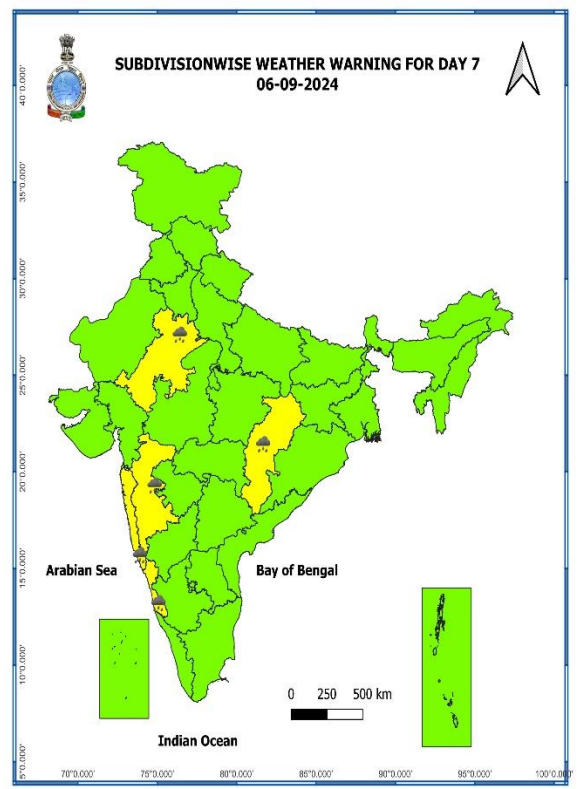 SUBDIVISIONWISE WEATHER WARNING FOR DAY 7
06-09-2024
40°0.000'
35°0.000'
30°0.000'
25°0.000'
20°0.000'
15°0.000'
10°0.000'
5°0.000'
Arabian Sea
Bay of Bengal
0 250 500 km
Indian Ocean
70°0.000' 75°0.000' 80°0.000' 85°0.000' 90°0.000' 95°0.000' 100°0.000'